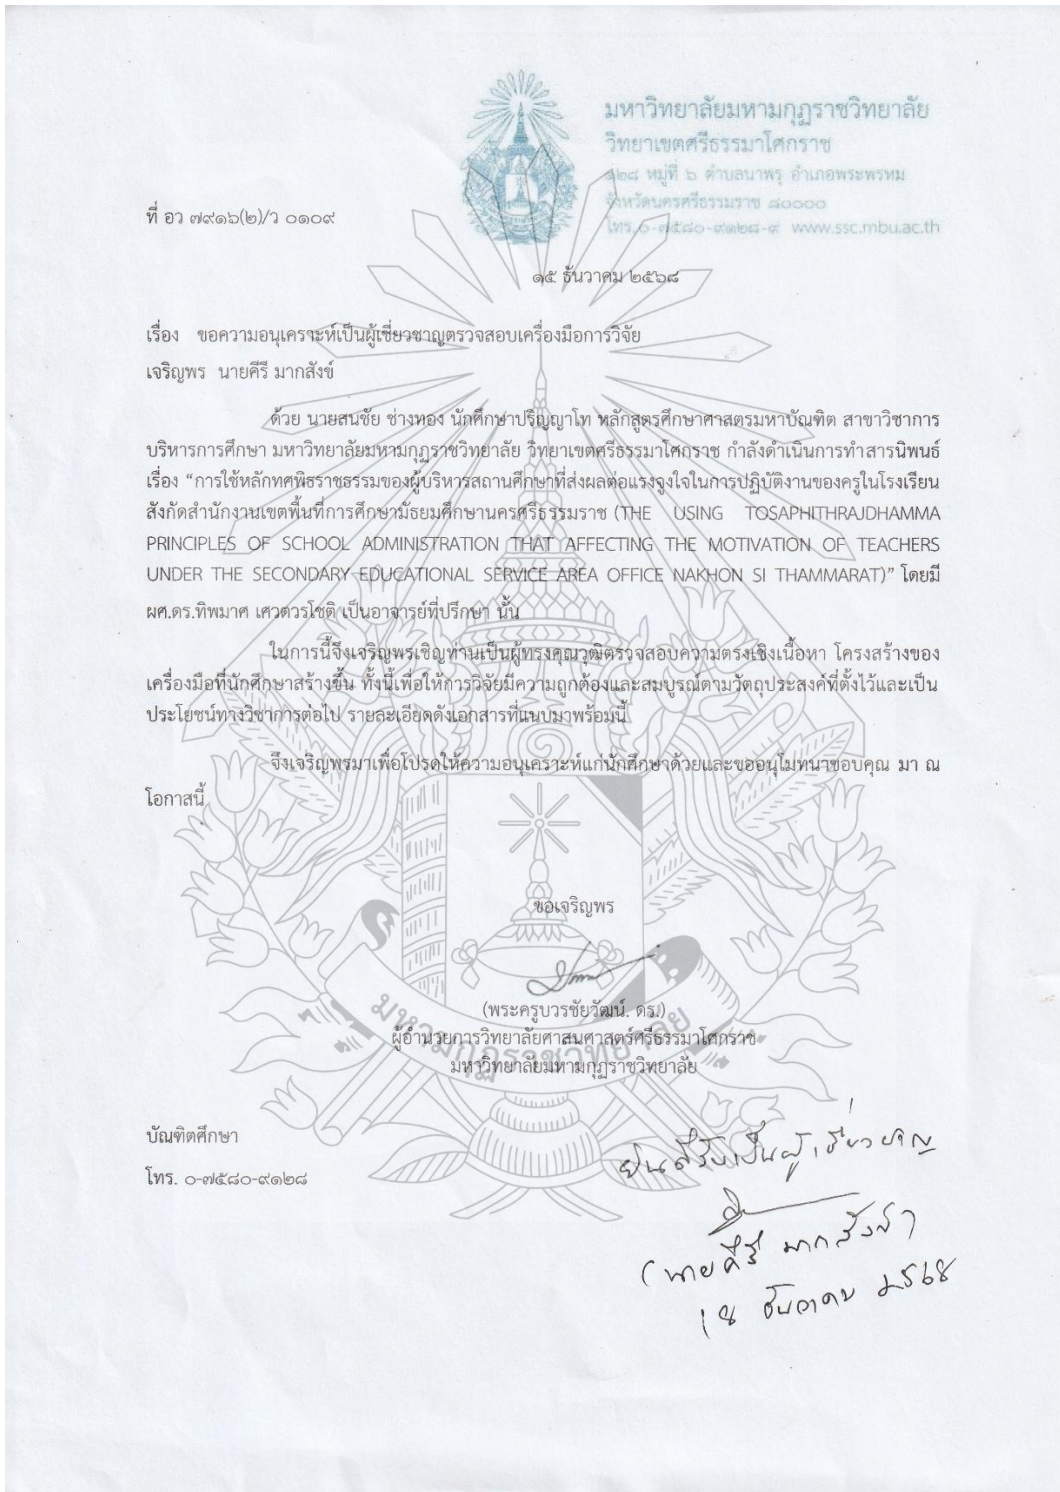 มหาวิทยาลัยมหามกุฏราชวิทยาลัย
วิทยาเขตศรีธรรมาโศกราช
๑๒๘ หมู่ที่ ๖ ตำบลนาพรุ อำเภอพระพรหม
จังหวัดนครศรีธรรมราช ๘๐๐๐๐
โทร. ๐-๗๕๘๐-๙๑๒๘-๙ www.ssc.mbu.ac.th
ที่ อว ๗๙๑๖(๒)/ว ๐๑๐๙
๑๕ ธันวาคม ๒๕๖๘
เรื่อง ขอความอนุเคราะห์เป็นผู้เชี่ยวชาญตรวจสอบเครื่องมือการวิจัย
เจริญพร นายคีรี มากสังข์
ด้วย นายสนชัย ช่างทอง นักศึกษาปริญญาโท หลักสูตรศึกษาศาสตรมหาบัณฑิต สาขาวิชาการ
บริหารการศึกษา มหาวิทยาลัยมหามกุฏราชวิทยาลัย วิทยาเขตศรีธรรมาโศกราช กำลังดำเนินการทำสารนิพนธ์
เรื่อง “การใช้หลักทศพิธราชธรรมของผู้บริหารสถานศึกษาที่ส่งผลต่อแรงจูงใจในการปฏิบัติงานของครูในโรงเรียน
สังกัดสำนักงานเขตพื้นที่การศึกษามัธยมศึกษานครศรีธรรมราช (THE USING TOSAPHITHRAJDHAMMA
PRINCIPLES OF SCHOOL ADMINISTRATION THAT AFFECTING THE MOTIVATION OF TEACHERS
UNDER THE SECONDARY EDUCATIONAL SERVICE AREA OFFICE NAKHON SI THAMMARAT)” โดยมี
ผศ.ดร.ทิพมาศ เศวตวรโชติ เป็นอาจารย์ที่ปรึกษา นั้น
ในการนี้จึงเจริญพรเชิญท่านเป็นผู้ทรงคุณวุฒิตรวจสอบความตรงเชิงเนื้อหา โครงสร้างของ
เครื่องมือที่นักศึกษาสร้างขึ้น ทั้งนี้เพื่อให้การวิจัยมีความถูกต้องและสมบูรณ์ตามวัตถุประสงค์ที่ตั้งไว้และเป็น
ประโยชน์ทางวิชาการต่อไป รายละเอียดดังเอกสารที่แนบมาพร้อมนี้
จึงเจริญพรมาเพื่อโปรดให้ความอนุเคราะห์แก่นักศึกษาด้วยและขออนุโมทนาขอบคุณ มา ณ
โอกาสนี้
ขอเจริญพร
(พระครูบวรชัยวัฒน์. ดร.)
ผู้อำนวยการวิทยาลัยศาสนศาสตร์ศรีธรรมาโศกราช
มหาวิทยาลัยมหามกุฏราชวิทยาลัย
มหามกุฏราชวิทยาลัย
บัณฑิตศึกษา
โทร. ๐-๗๕๘๐-๙๑๒๘
ยินดีรับเป็นผู้เชี่ยวชาญ
(นายคีรี มากสังข์)
18 ธันวาคม 2568